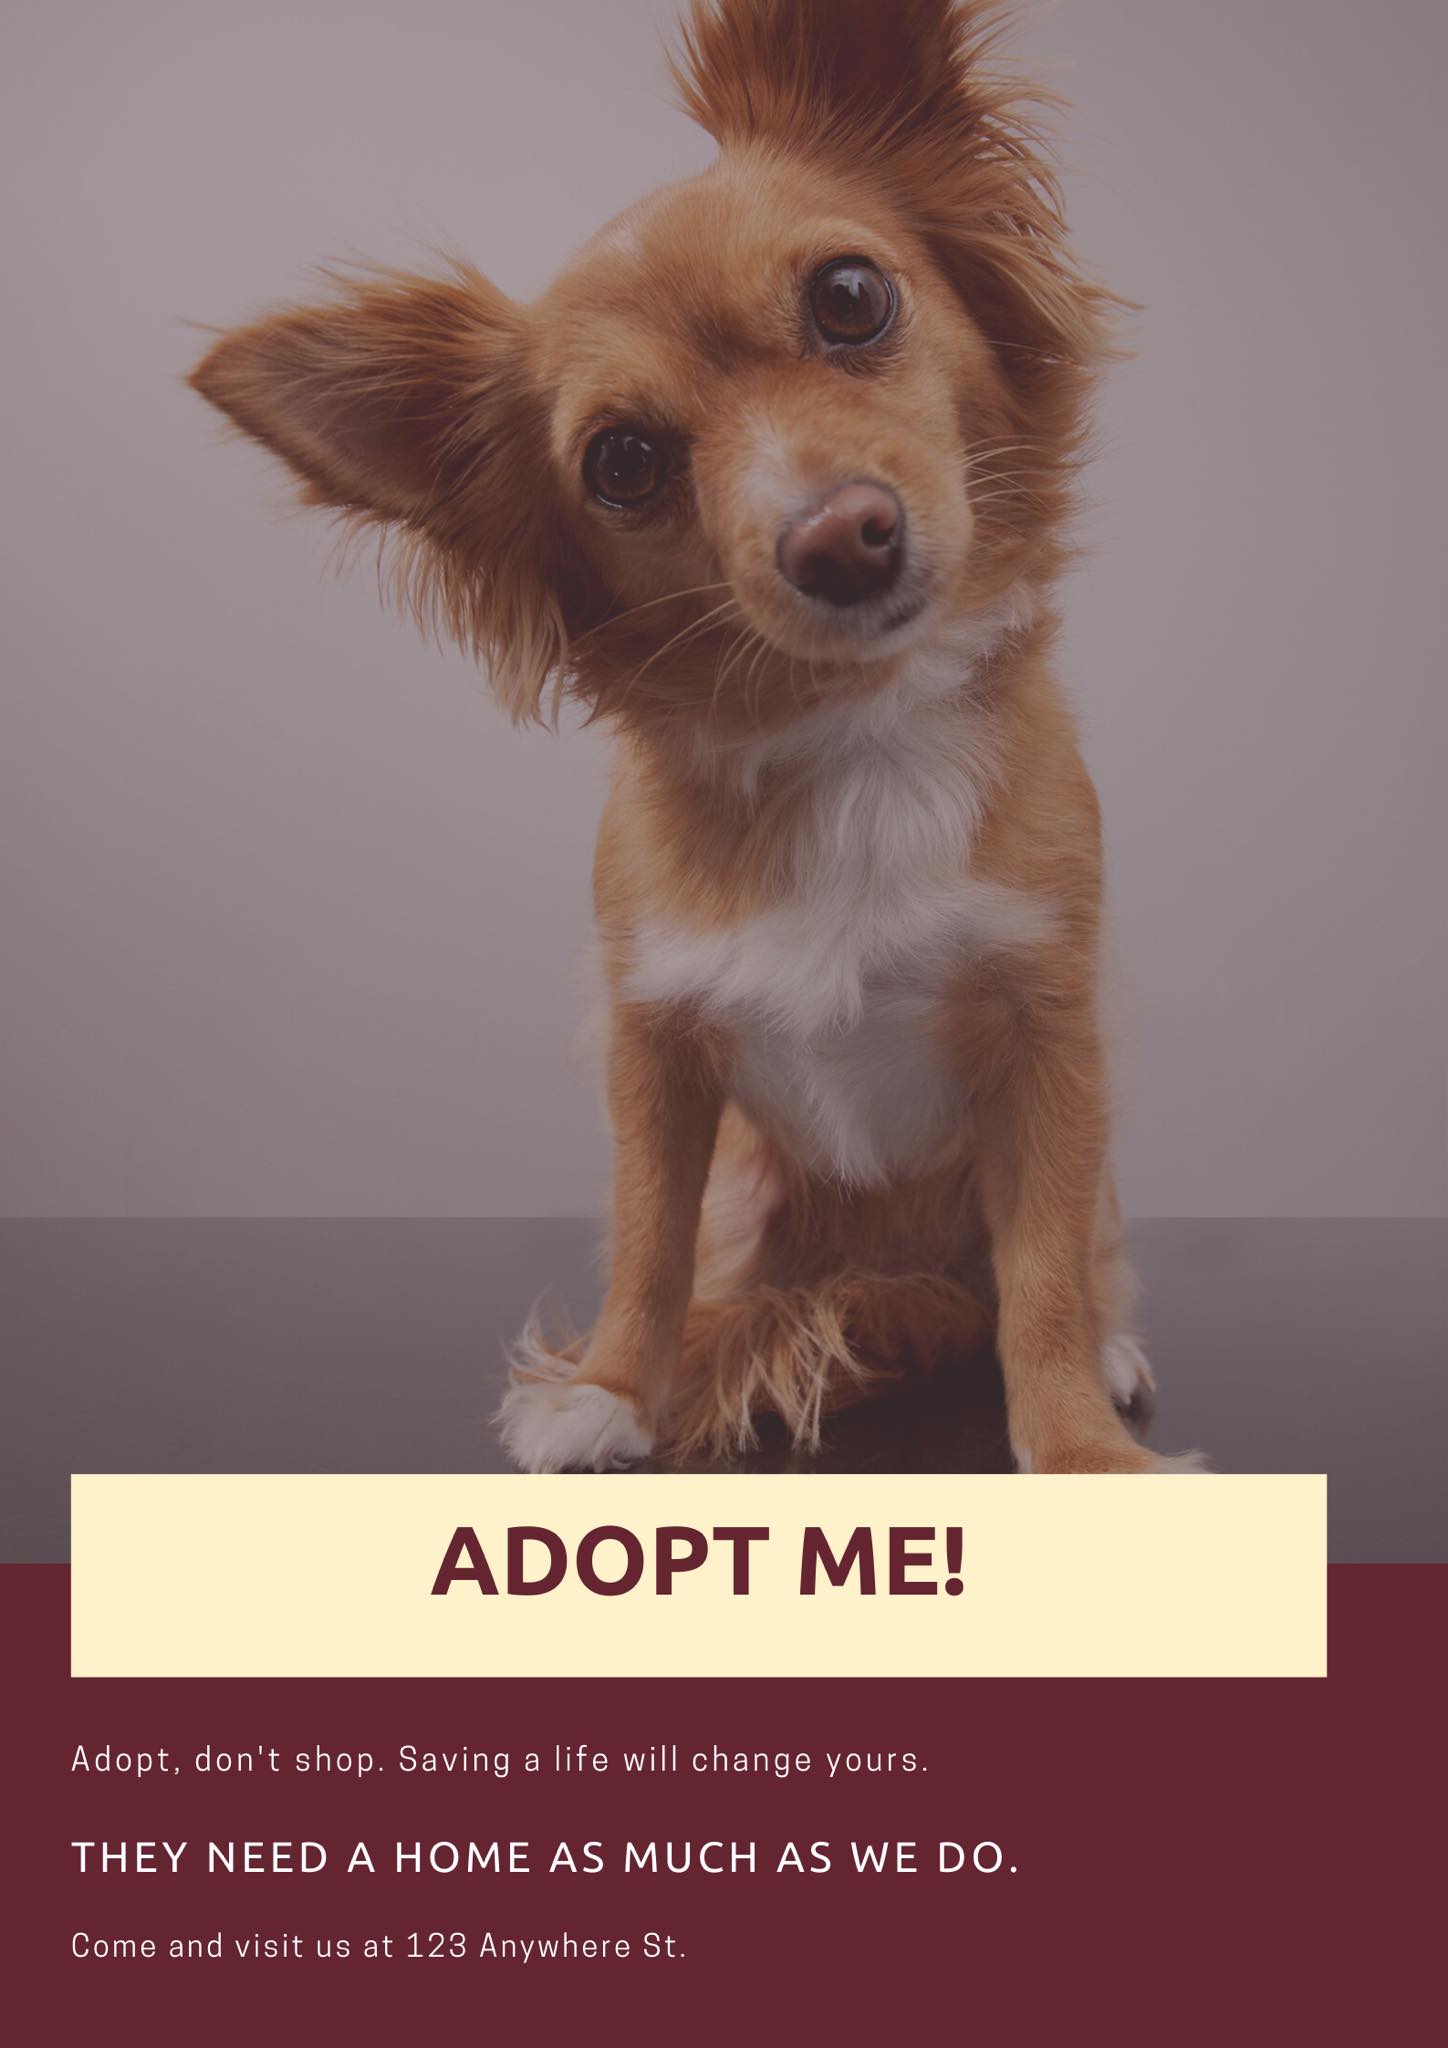 ADOPT ME!
Adopt, don't shop. Saving a life will change yours.
THEY NEED A HOME AS MUCH AS WE DO.
Come and visit us at 123 Anywhere St.